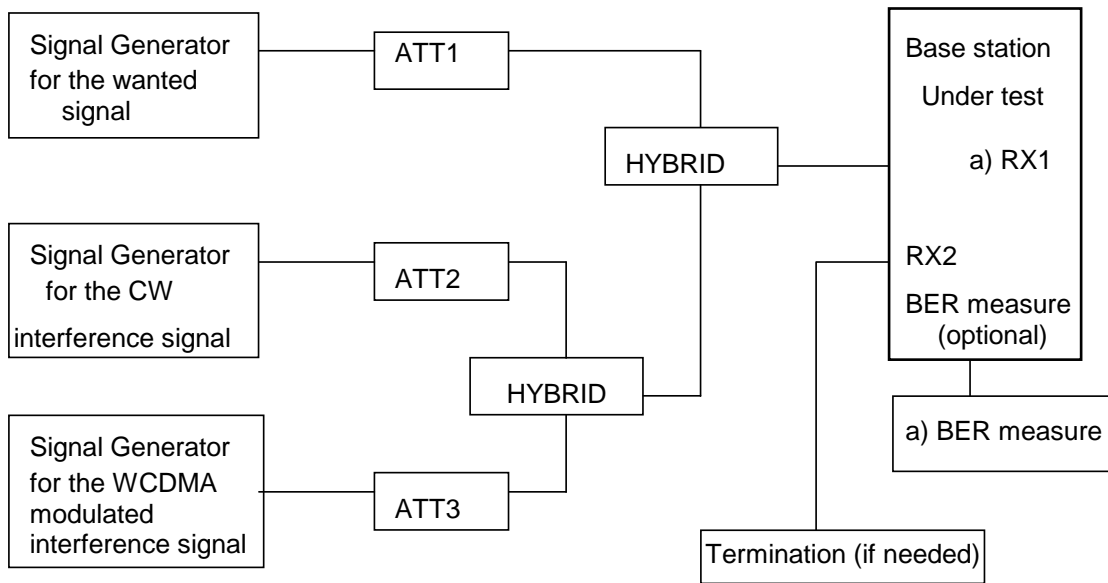 Signal Generator
for the wanted
signal
ATT1
HYBRID
Base station
Under test
a) RX1
RX2
BER measure
(optional)
Signal Generator
for the CW
interference signal
ATT2
HYBRID
Signal Generator
for the WCDMA
modulated
interference signal
ATT3
a) BER measure
Termination (if needed)